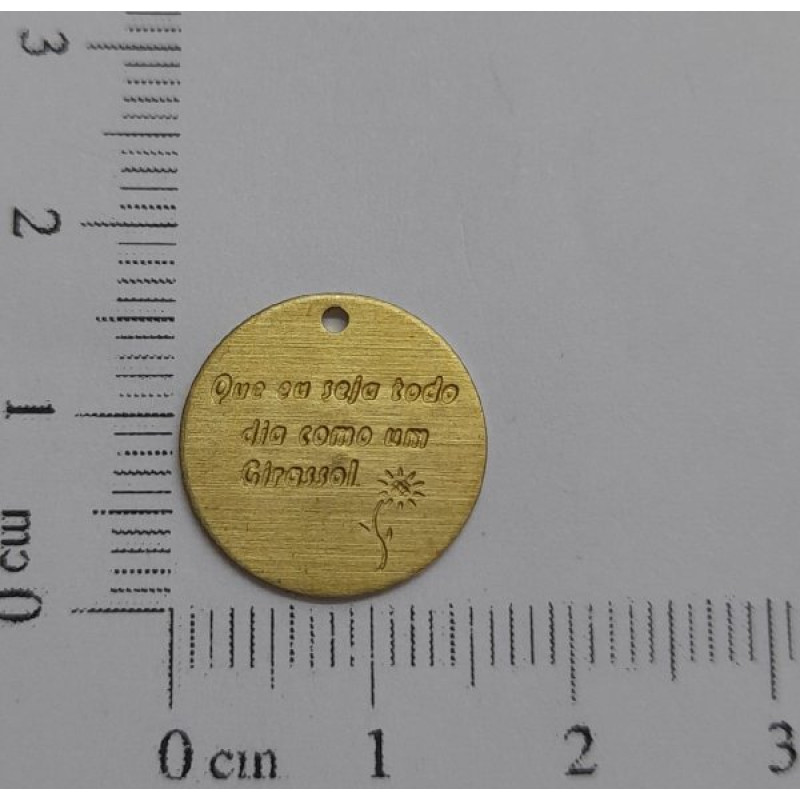 3
2
1
0 cm
Que eu seja todo
dia como um
Girassol
0 cm 1 2 3